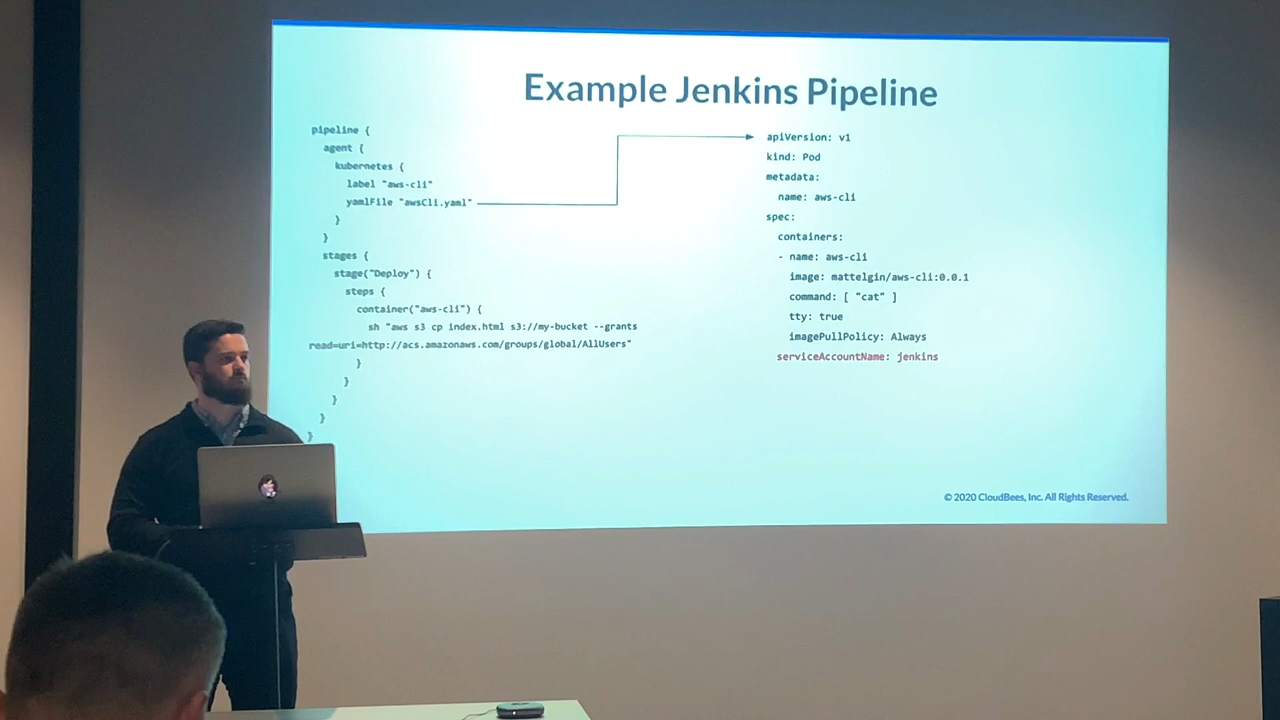 Example Jenkins Pipeline
pipeline {
agent {
kubernetes {
label "aws-cli"
yamlFile "awsCli.yaml"
}
}
stages {
stage("Deploy") {
steps {
container("aws-cli") {
sh "aws s3 cp index.html s3://my-bucket --grants
read=uri=http://acs.amazonaws.com/groups/global/AllUsers"
}
}
}
}
}
apiVersion: v1
kind: Pod
metadata:
name: aws-cli
spec:
containers:
- name: aws-cli
image: mattelgin/aws-cli:0.0.1
command: [ "cat" ]
tty: true
imagePullPolicy: Always
serviceAccountName: jenkins
© 2020 CloudBees, Inc. All Rights Reserved.